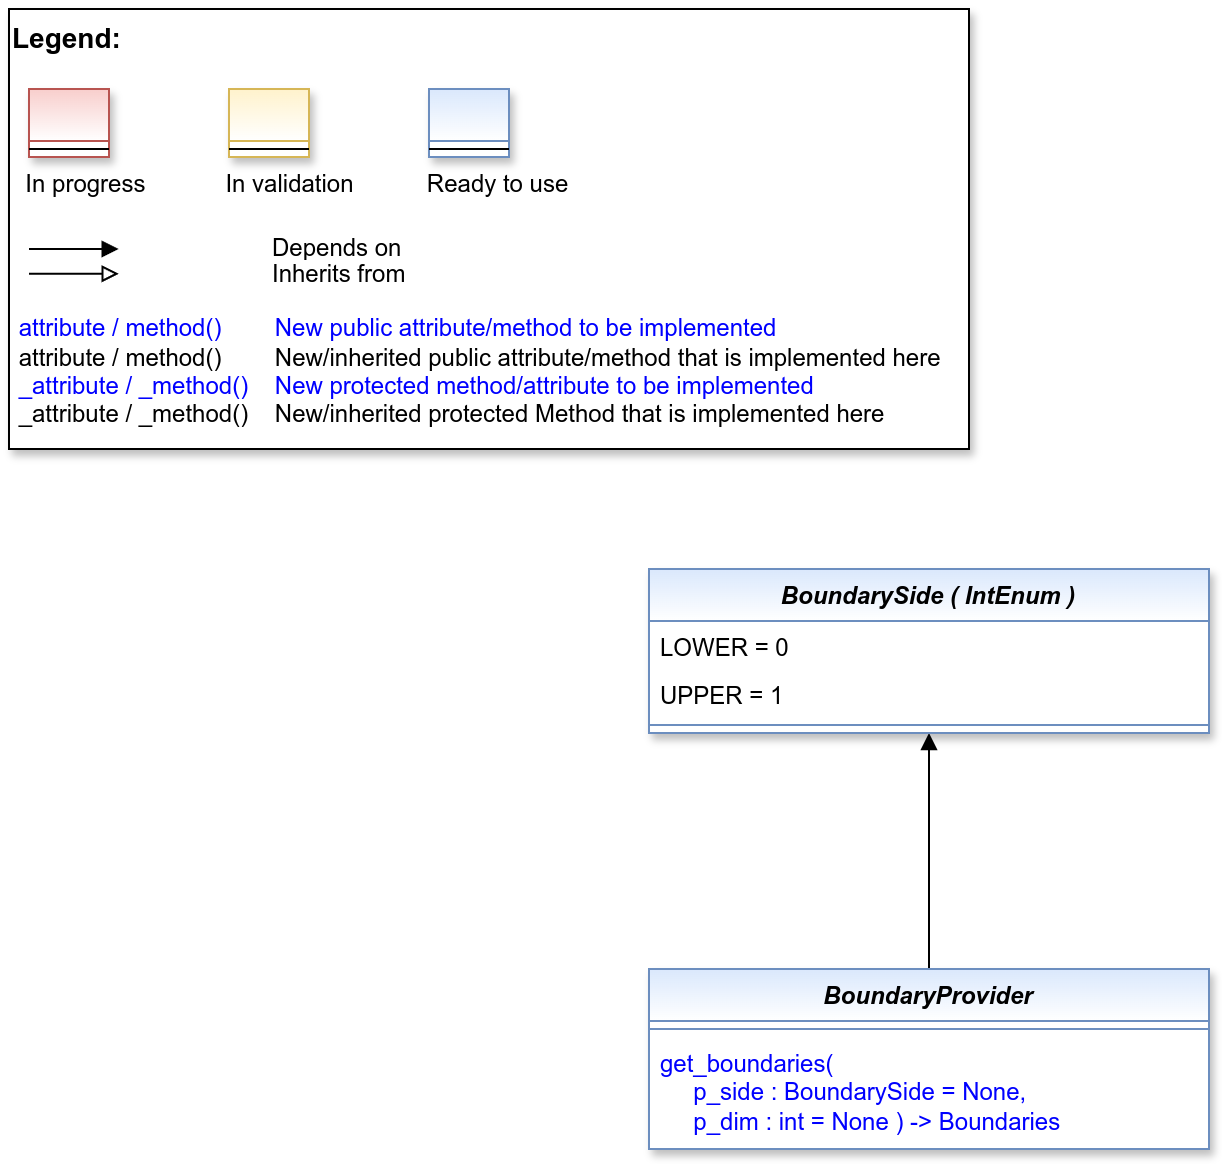 Legend:
In progress
In validation
Ready to use
Depends on
Inherits from
attribute / method() New public attribute/method to be implemented
attribute / method() New/inherited public attribute/method that is implemented here
_attribute / _method() New protected method/attribute to be implemented
_attribute / _method() New/inherited protected Method that is implemented here
BoundarySide ( IntEnum )
LOWER = 0
UPPER = 1
BoundaryProvider
get_boundaries(
p_side : BoundarySide = None,
p_dim : int = None ) -> Boundaries